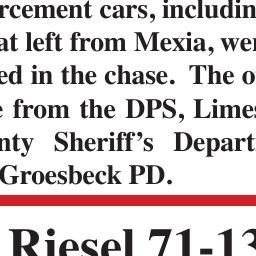 rcement cars, includin
at left from Mexia, wer
ed in the chase. The o
e from the DPS, Limes
nty Sheriff's Depart
Groesbeck PD.
Riesel 71-13